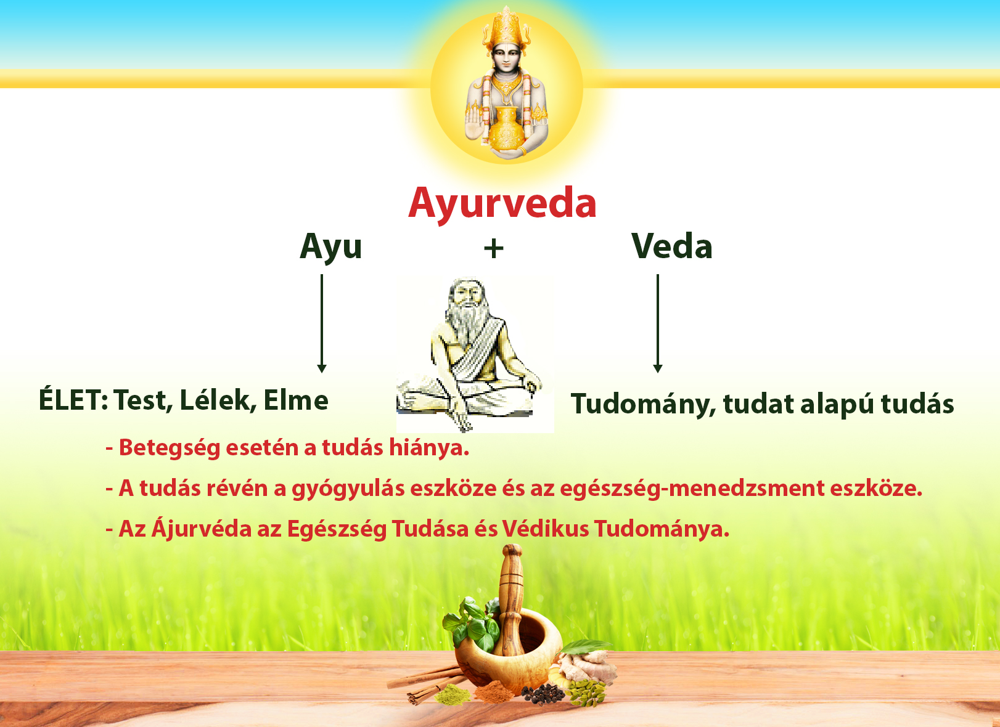 Ayurveda
Ayu + Veda
ÉLET: Test, Lélek, Elme
Tudomány, tudat alapú tudás
- Betegség esetén a tudás hiánya.
- A tudás révén a gyógyulás eszköze és az egészség-menedzsment eszköze.
- Az Ájurvéda az Egészség Tudása és Védikus Tudománya.